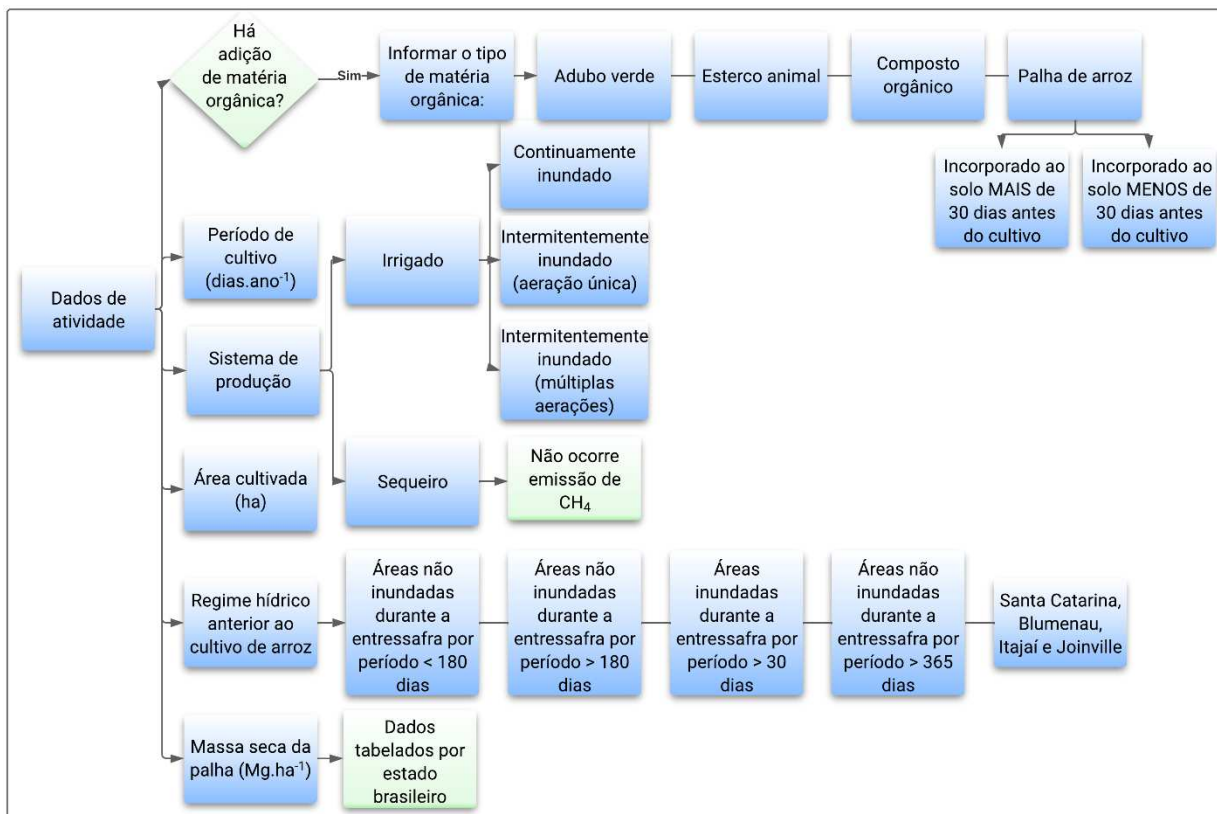 Há
adição
de matéria
orgânica?
Sim
Informar o tipo
de matéria
orgânica:
Adubo verde
Esterco animal
Composto
orgânico
Palha de arroz
Incorporado ao
solo MAIS de
30 dias antes
do cultivo
Incorporado ao
solo MENOS de
30 dias antes
do cultivo
Dados de
atividade
Período de
cultivo
(dias.ano⁻¹)
Sistema de
produção
Irrigado
Continuamente
inundado
Intermitentemente
inundado
(aeração única)
Intermitentemente
inundado
(múltiplas
aerações)
Sequeiro
Não ocorre
emissão de
CH₄
Área cultivada
(ha)
Regime hídrico
anterior ao
cultivo de arroz
Áreas não
inundadas
durante a
entressafra por
período < 180
dias
Áreas não
inundadas
durante a
entressafra por
período > 180
dias
Áreas
inundadas
durante a
entressafra por
período > 30
dias
Áreas não
inundadas
durante a
entressafra por
período > 365
dias
Santa Catarina,
Blumenau,
Itajaí e Joinville
Massa seca da
palha (Mg.ha⁻¹)
Dados
tabelados por
estado
brasileiro